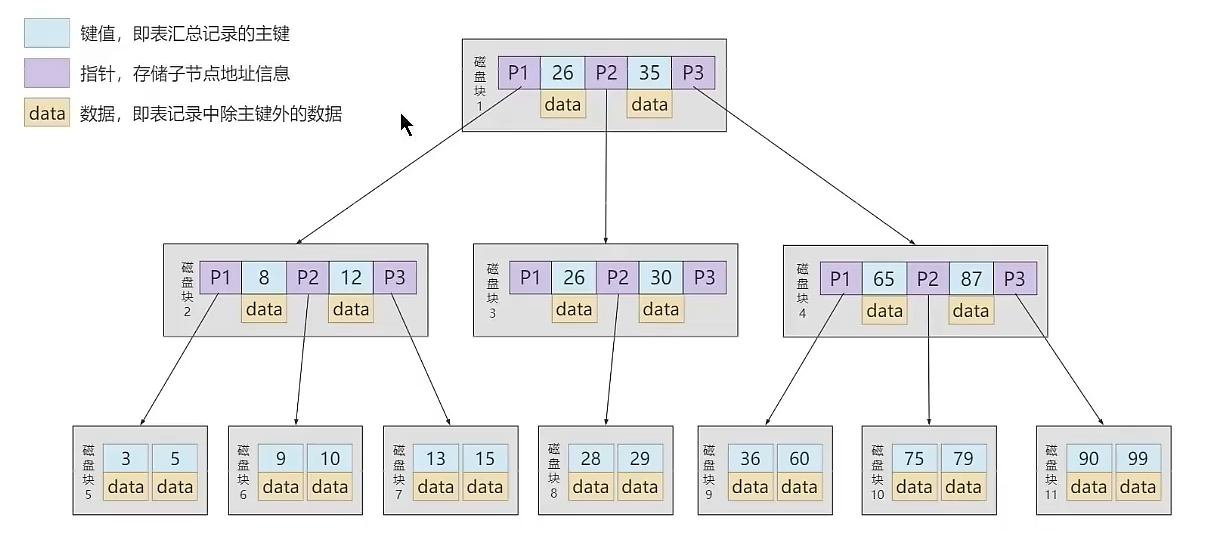 键值，即表汇总记录的主键
指针，存储子节点地址信息
data 数据，即表记录中除主键外的数据
磁盘块1
P1 26 P2 35 P3
data data
磁盘块2
P1 8 P2 12 P3
data data
磁盘块3
P1 26 P2 30 P3
data data
磁盘块4
P1 65 P2 87 P3
data data
磁盘块5
3 5
data data
磁盘块6
9 10
data data
磁盘块7
13 15
data data
磁盘块8
28 29
data data
磁盘块9
36 60
data data
磁盘块10
75 79
data data
磁盘块11
90 99
data data